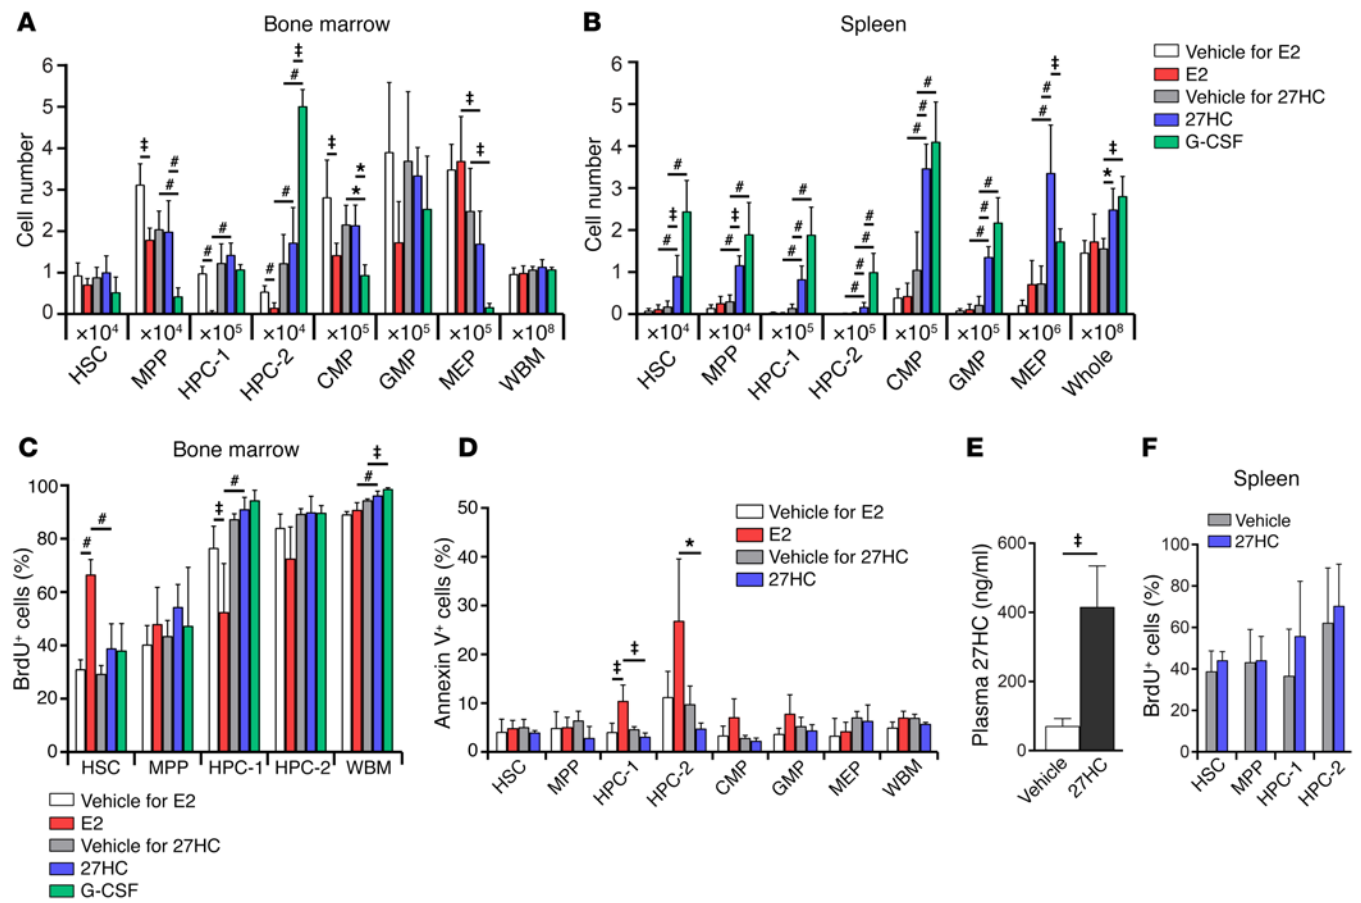 A
Bone marrow
‡
#
‡
‡
#
#
#
#
#
#
‡
*
*
‡
‡
Cell number
6
5
4
3
2
1
0
×10⁴
×10⁴
×10⁵
×10⁴
×10⁵
×10⁵
×10⁵
×10⁸
HSC
MPP
HPC-1
HPC-2
CMP
GMP
MEP
WBM
B
Spleen
#
‡
#
#
‡
#
#
#
#
#
#
#
#
#
#
#
#
#
‡
#
#
‡
*
Cell number
6
5
4
3
2
1
0
×10⁴
×10⁴
×10⁵
×10⁵
×10⁵
×10⁵
×10⁶
×10⁸
HSC
MPP
HPC-1
HPC-2
CMP
GMP
MEP
Whole
Vehicle for E2
E2
Vehicle for 27HC
27HC
G-CSF
C
Bone marrow
#
#
‡
#
#
‡
BrdU⁺ cells (%)
100
80
60
40
20
0
HSC
MPP
HPC-1
HPC-2
WBM
Vehicle for E2
E2
Vehicle for 27HC
27HC
G-CSF
D
Vehicle for E2
E2
Vehicle for 27HC
27HC
‡
‡
*
Annexin V⁺ cells (%)
50
40
30
20
10
0
HSC
MPP
HPC-1
HPC-2
CMP
GMP
MEP
WBM
E
‡
Plasma 27HC (ng/ml)
600
400
200
0
Vehicle
27HC
F
Spleen
Vehicle
27HC
BrdU⁺ cells (%)
100
80
60
40
20
0
HSC
MPP
HPC-1
HPC-2